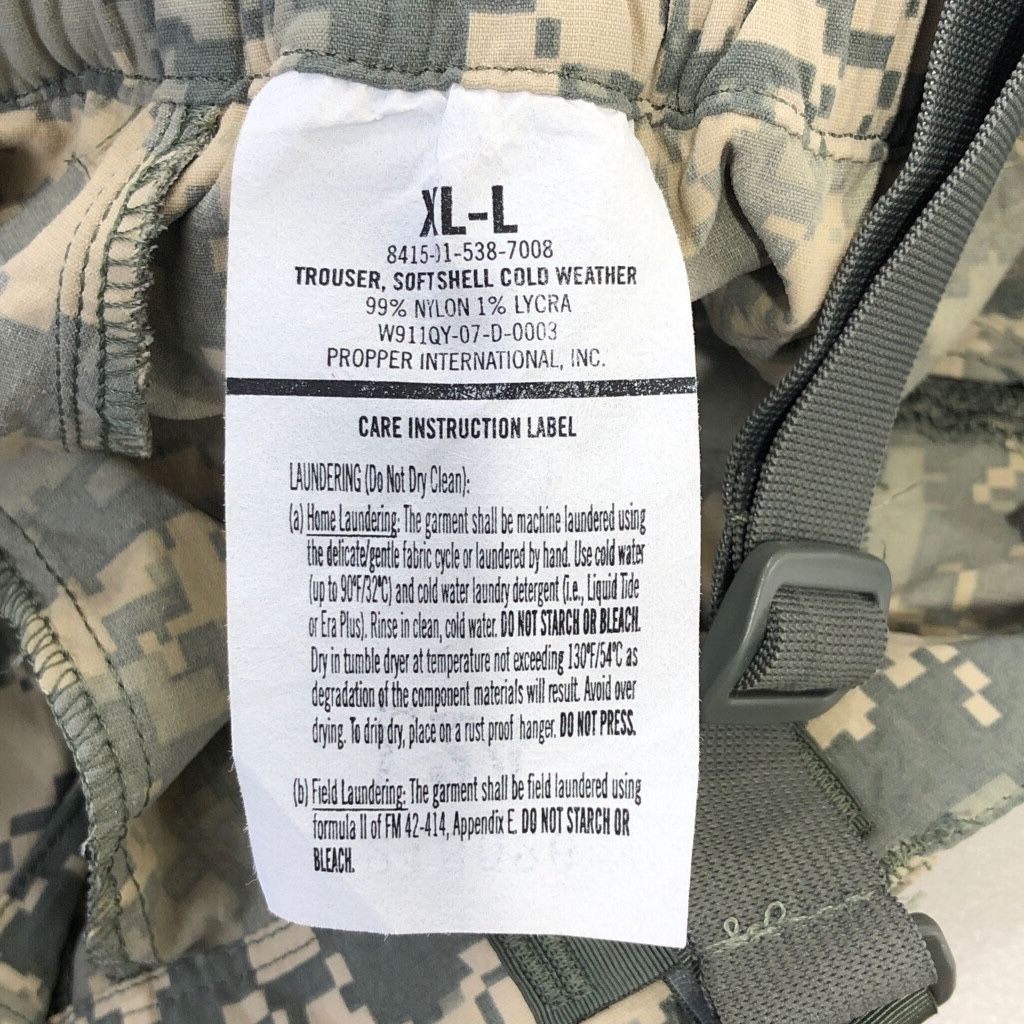 XL-L
8415-01-538-7008
TROUSER, SOFTSHELL COLD WEATHER
99% NYLON 1% LYCRA
W911QY-07-D-0003
PROPPER INTERNATIONAL, INC.
CARE INSTRUCTION LABEL
LAUNDERING (Do Not Dry Clean):
(a) Home Laundering: The garment shall be machine laundered using
the delicate/gentle fabric cycle or laundered by hand. Use cold water
(up to 90°F/32°C) and cold water laundry detergent (i.e., Liquid Tide
or Era Plus). Rinse in clean, cold water. DO NOT STARCH OR BLEACH.
Dry in tumble dryer at temperature not exceeding 130°F/54°C as
degradation of the component materials will result. Avoid over
drying. To drip dry, place on a rust proof hanger. DO NOT PRESS.
(b) Field Laundering: The garment shall be field laundered using
formula II of FM 42-414, Appendix E. DO NOT STARCH OR
BLEACH.